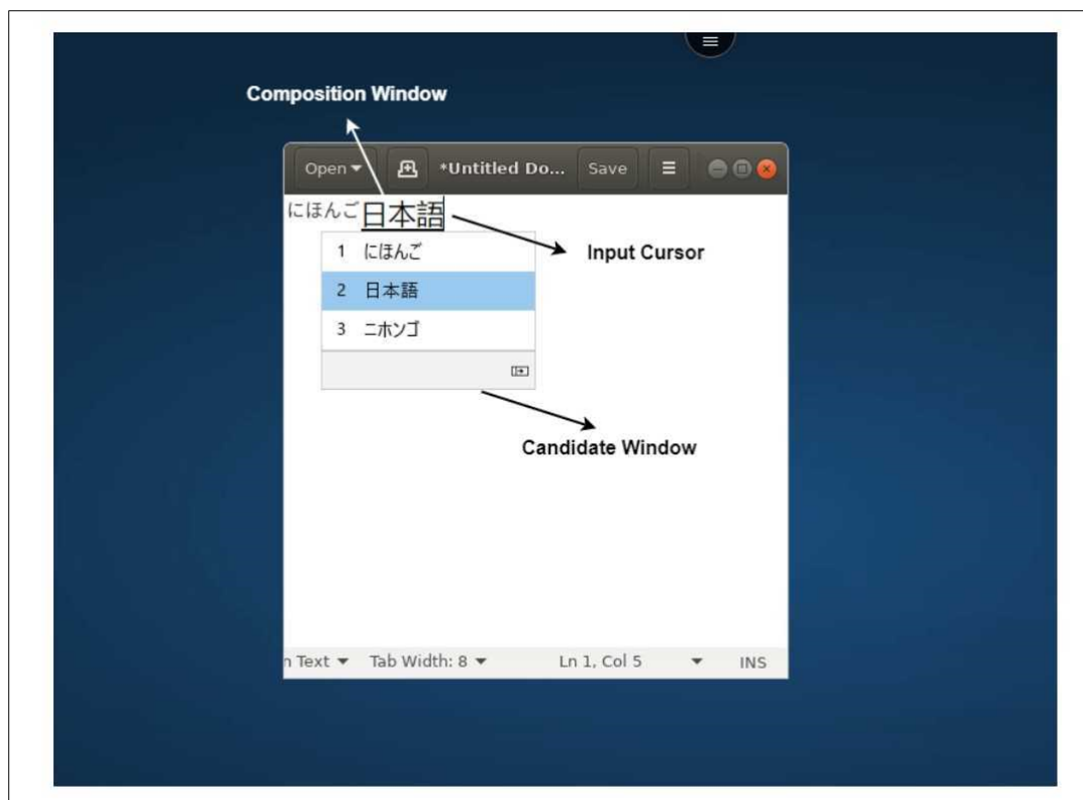 Composition Window
Open *Untitled Do... Save
にほんご日本語
1 にほんご
Input Cursor
2 日本語
3 ニホンゴ
Candidate Window
n Text Tab Width: 8 Ln 1, Col 5 INS